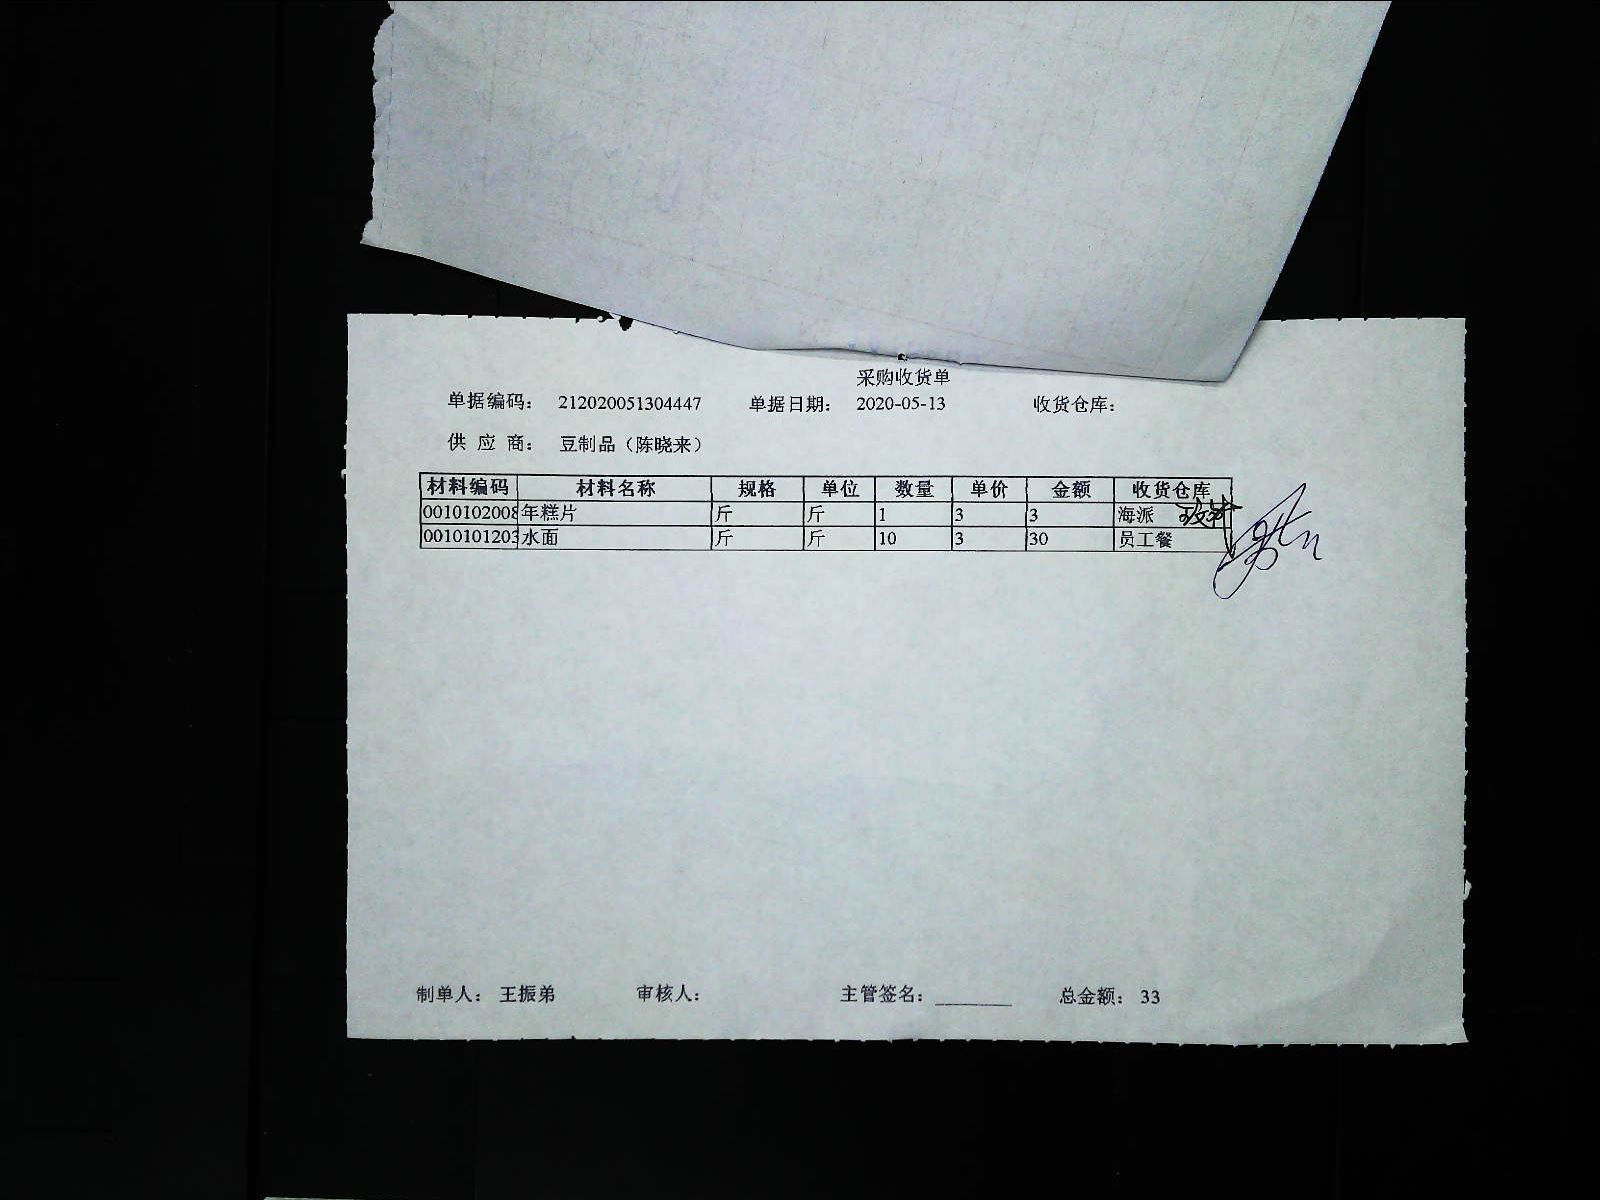 采购收货单
单据编码： 212020051304447 单据日期： 2020-05-13 收货仓库：
供 应 商： 豆制品（陈晓来）
材料编码 材料名称 规格 单位 数量 单价 金额 收货仓库
0010102008 年糕片 斤 斤 1 3 3 海派
0010101203 水面 斤 斤 10 3 30 员工餐
制单人： 王振弟 审核人： 主管签名： 总金额： 33